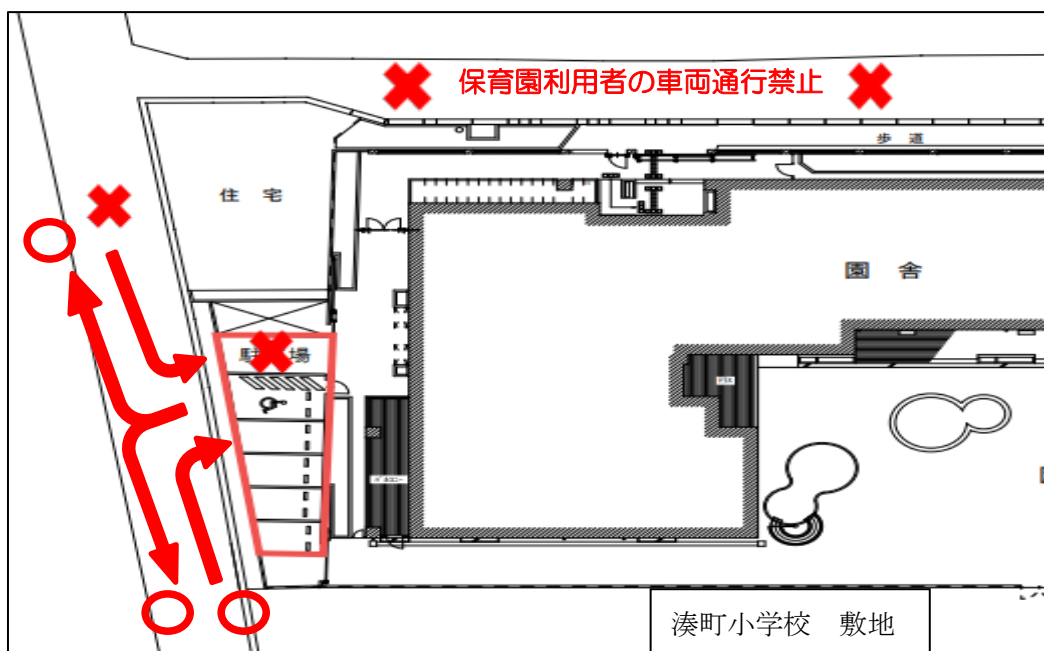 保育園利用者の車両通行禁止
歩 道
住 宅
園 舎
駐 場
湊町小学校 敷地